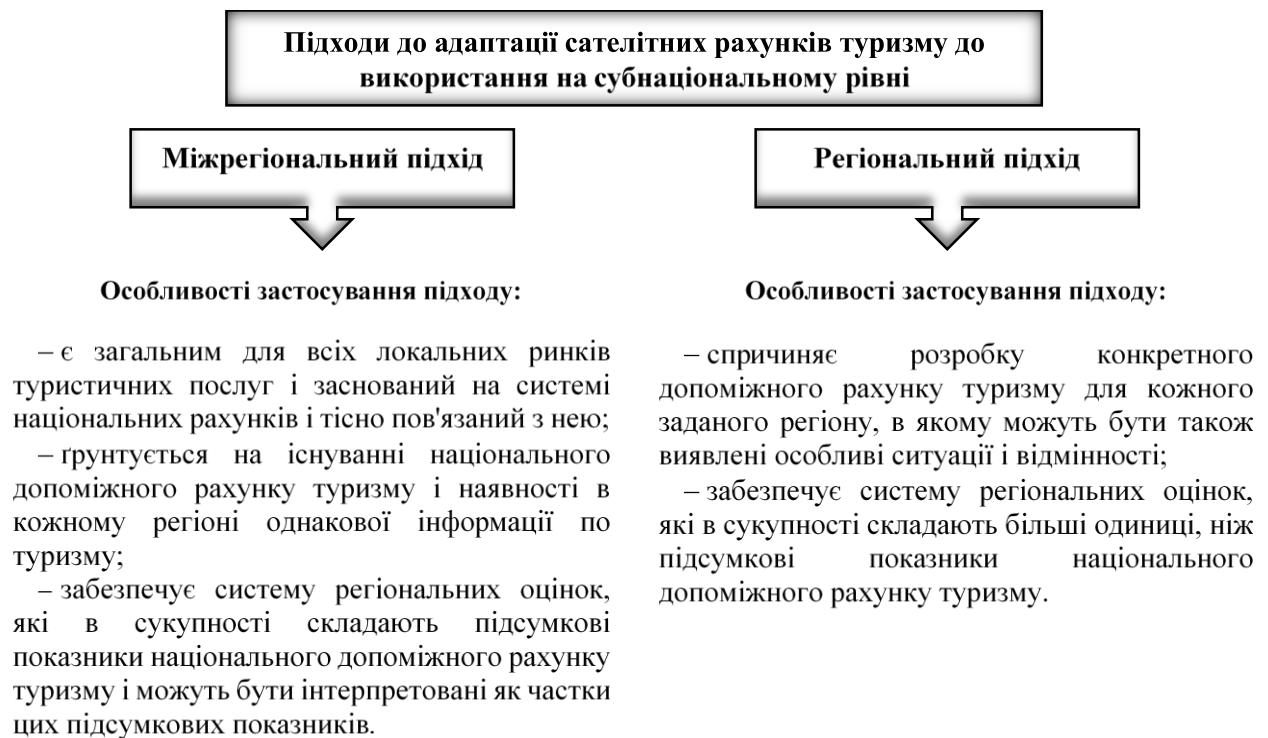 Підходи до адаптації сателітних рахунків туризму до
використання на субнаціональному рівні
Міжрегіональний підхід
Особливості застосування підходу:
– є загальним для всіх локальних ринків
туристичних послуг і заснований на системі
національних рахунків і тісно пов'язаний з нею;
– ґрунтується на існуванні національного
допоміжного рахунку туризму і наявності в
кожному регіоні однакової інформації по
туризму;
– забезпечує систему регіональних оцінок,
які в сукупності складають підсумкові
показники національного допоміжного рахунку
туризму і можуть бути інтерпретовані як частки
цих підсумкових показників.
Регіональний підхід
Особливості застосування підходу:
– спричиняє розробку конкретного
допоміжного рахунку туризму для кожного
заданого регіону, в якому можуть бути також
виявлені особливі ситуації і відмінності;
– забезпечує систему регіональних оцінок,
які в сукупності складають більші одиниці, ніж
підсумкові показники національного
допоміжного рахунку туризму.